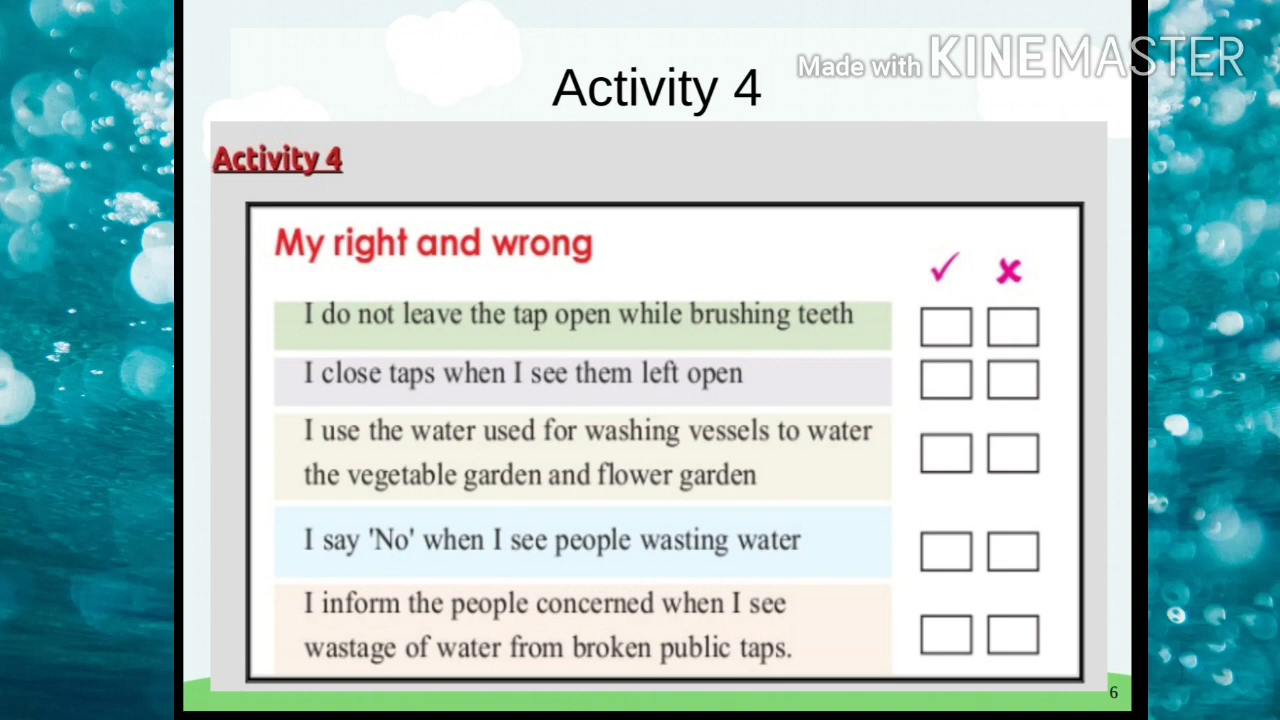 Made with KINEMASTER
Activity 4
Activity 4
My right and wrong
✓ ✘
I do not leave the tap open while brushing teeth
I close taps when I see them left open
I use the water used for washing vessels to water
the vegetable garden and flower garden
I say 'No' when I see people wasting water
I inform the people concerned when I see
wastage of water from broken public taps.
6